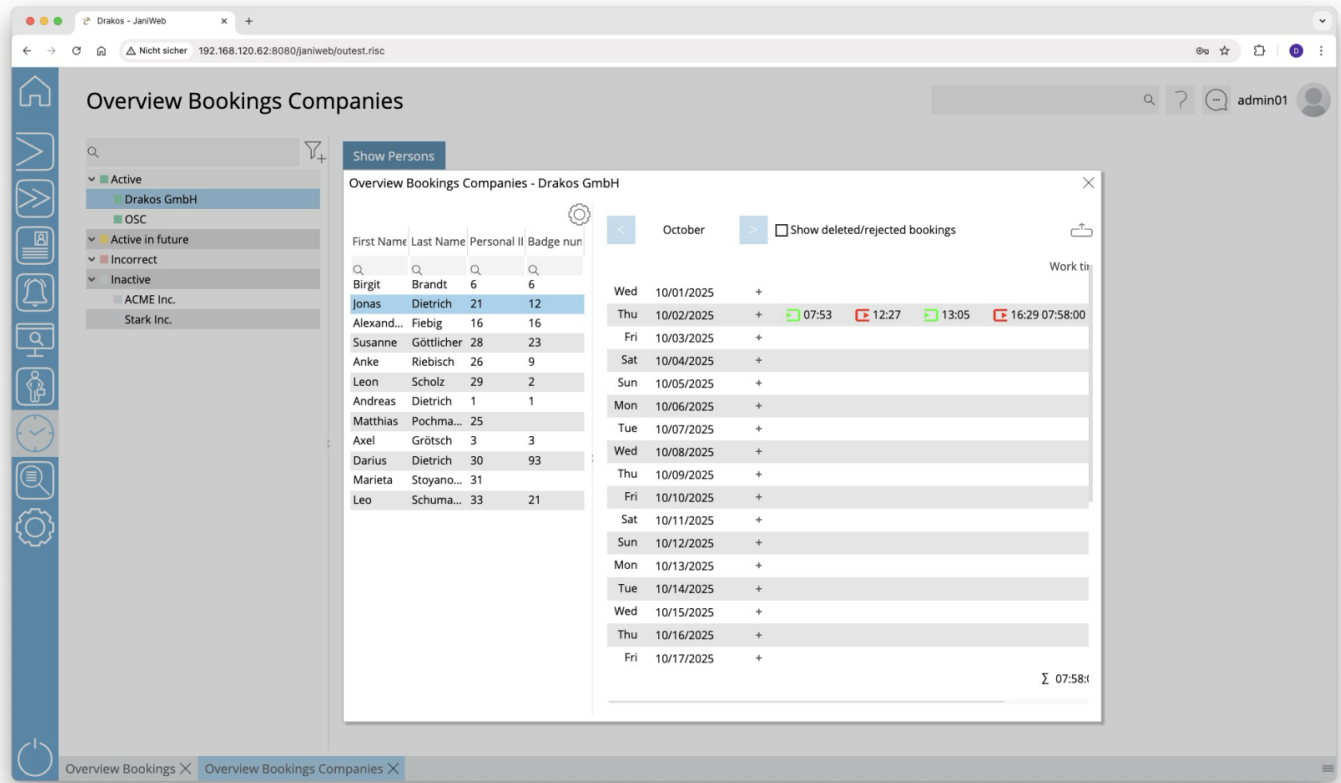 Drakos - JaniWeb
Nicht sicher 192.168.120.62:8080/janiweb/outest.risc
D
Overview Bookings Companies
admin01
Active
Drakos GmbH
OSC
Active in future
Incorrect
Inactive
ACME Inc.
Stark Inc.
Show Persons
Overview Bookings Companies - Drakos GmbH
First Name Last Name Personal II Badge nun
Birgit Brandt 6 6
Jonas Dietrich 21 12
Alexand... Fiebig 16 16
Susanne Göttlicher 28 23
Anke Riebisch 26 9
Leon Scholz 29 2
Andreas Dietrich 1 1
Matthias Pochma... 25
Axel Grötsch 3 3
Darius Dietrich 30 93
Marieta Stoyano... 31
Leo Schuma... 33 21
< October > Show deleted/rejected bookings
Work tin
Wed 10/01/2025 +
Thu 10/02/2025 + 07:53 12:27 13:05 16:29 07:58:00
Fri 10/03/2025 +
Sat 10/04/2025 +
Sun 10/05/2025 +
Mon 10/06/2025 +
Tue 10/07/2025 +
Wed 10/08/2025 +
Thu 10/09/2025 +
Fri 10/10/2025 +
Sat 10/11/2025 +
Sun 10/12/2025 +
Mon 10/13/2025 +
Tue 10/14/2025 +
Wed 10/15/2025 +
Thu 10/16/2025 +
Fri 10/17/2025 +
Σ 07:58:0
Overview Bookings Overview Bookings Companies